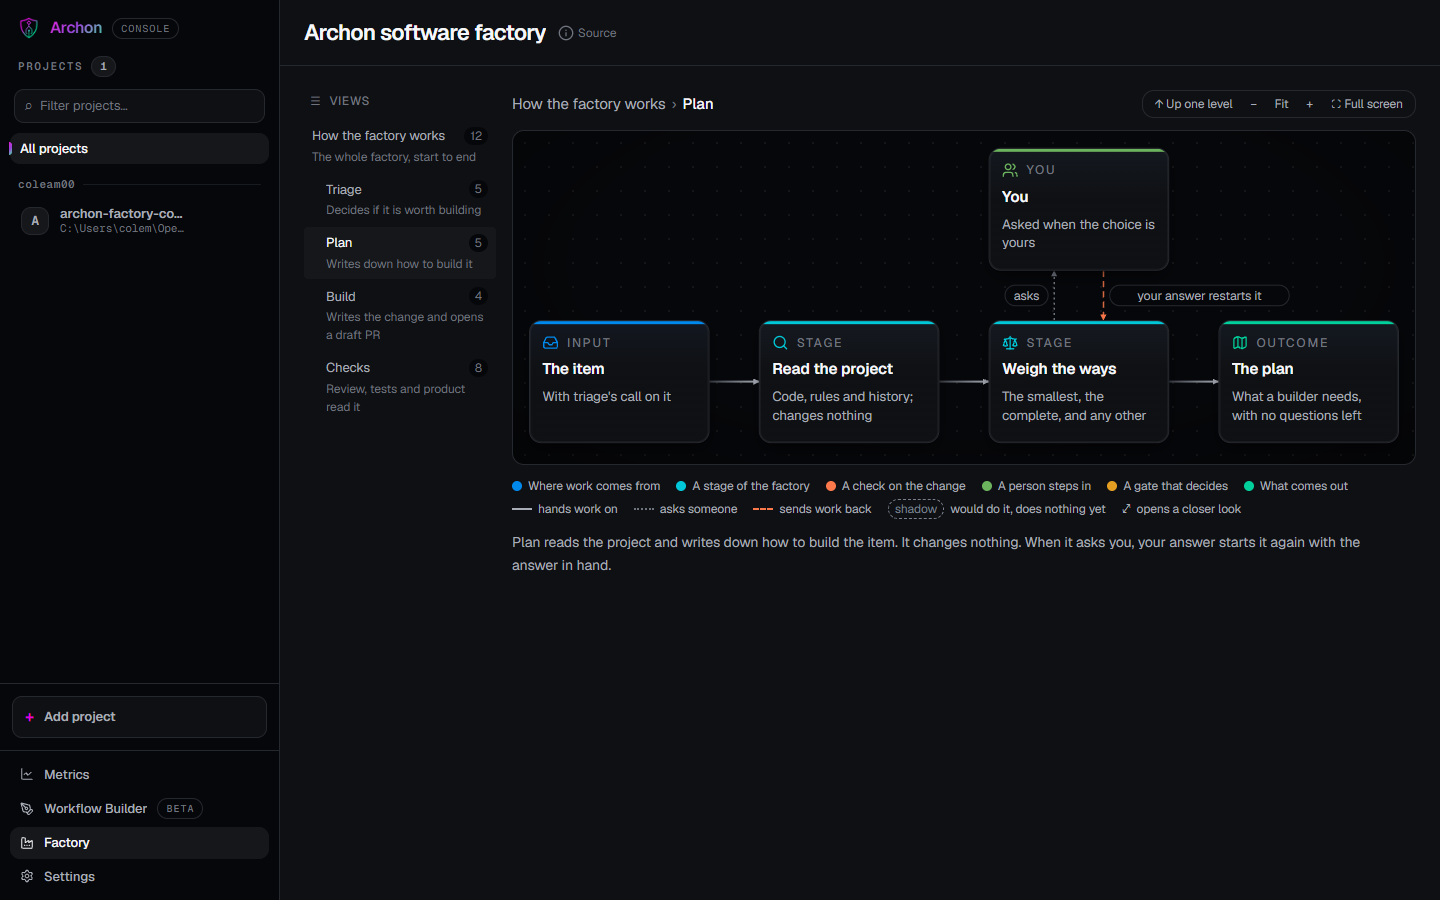 Archon CONSOLE
PROJECTS 1
Filter projects...
All projects
coleam00
A archon-factory-co...
C:\Users\colem\Ope...
Add project
Metrics
Workflow Builder BETA
Factory
Settings
Archon software factory Source
VIEWS
How the factory works 12
The whole factory, start to end
Triage 5
Decides if it is worth building
Plan 5
Writes down how to build it
Build 4
Writes the change and opens
a draft PR
Checks 8
Review, tests and product
read it
How the factory works › Plan
↑ Up one level − Fit + Full screen
YOU
You
Asked when the choice is
yours
asks
your answer restarts it
INPUT
The item
With triage's call on it
STAGE
Read the project
Code, rules and history;
changes nothing
STAGE
Weigh the ways
The smallest, the
complete, and any other
OUTCOME
The plan
What a builder needs,
with no questions left
Where work comes from A stage of the factory A check on the change A person steps in A gate that decides What comes out
hands work on asks someone sends work back shadow would do it, does nothing yet opens a closer look
Plan reads the project and writes down how to build the item. It changes nothing. When it asks you, your answer starts it again with the
answer in hand.